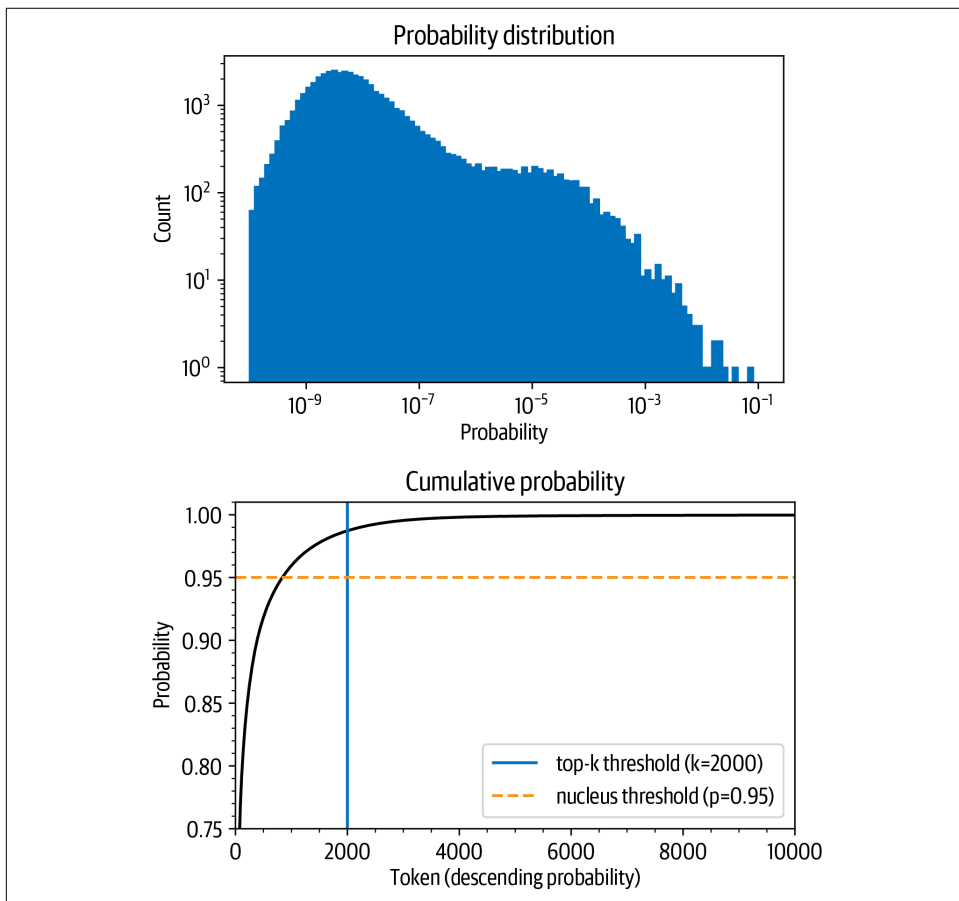 Probability distribution
10³
10²
10¹
10⁰
Count
10⁻⁹ 10⁻⁷ 10⁻⁵ 10⁻³ 10⁻¹
Probability
Cumulative probability
1.00
0.95
0.90
0.85
0.80
0.75
Probability
top-k threshold (k=2000)
nucleus threshold (p=0.95)
0 2000 4000 6000 8000 10000
Token (descending probability)